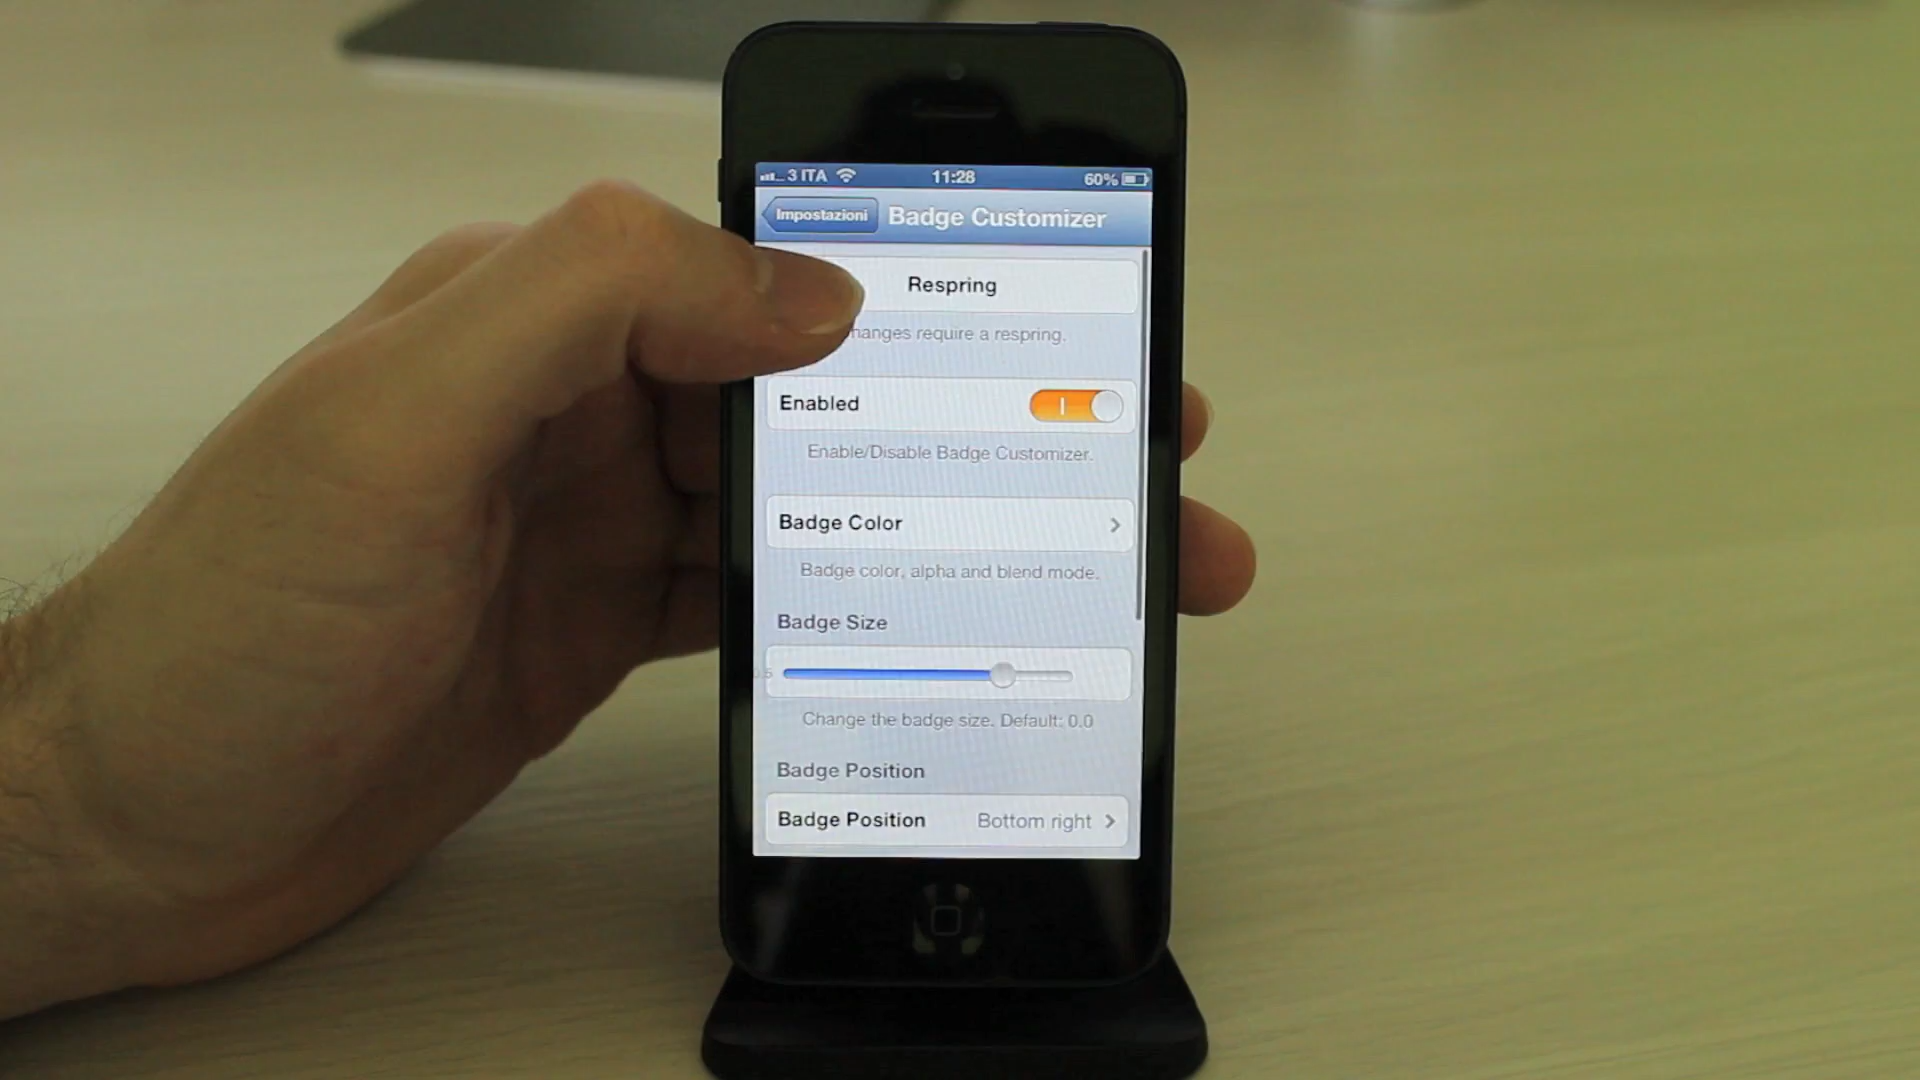 3 ITA 11:28 60%
Impostazioni Badge Customizer
Respring
require a respring.
Enabled
Enable/Disable Badge Customizer.
Badge Color
Badge color, alpha and blend mode.
Badge Size
Change the badge size. Default: 0.0
Badge Position
Badge Position Bottom right